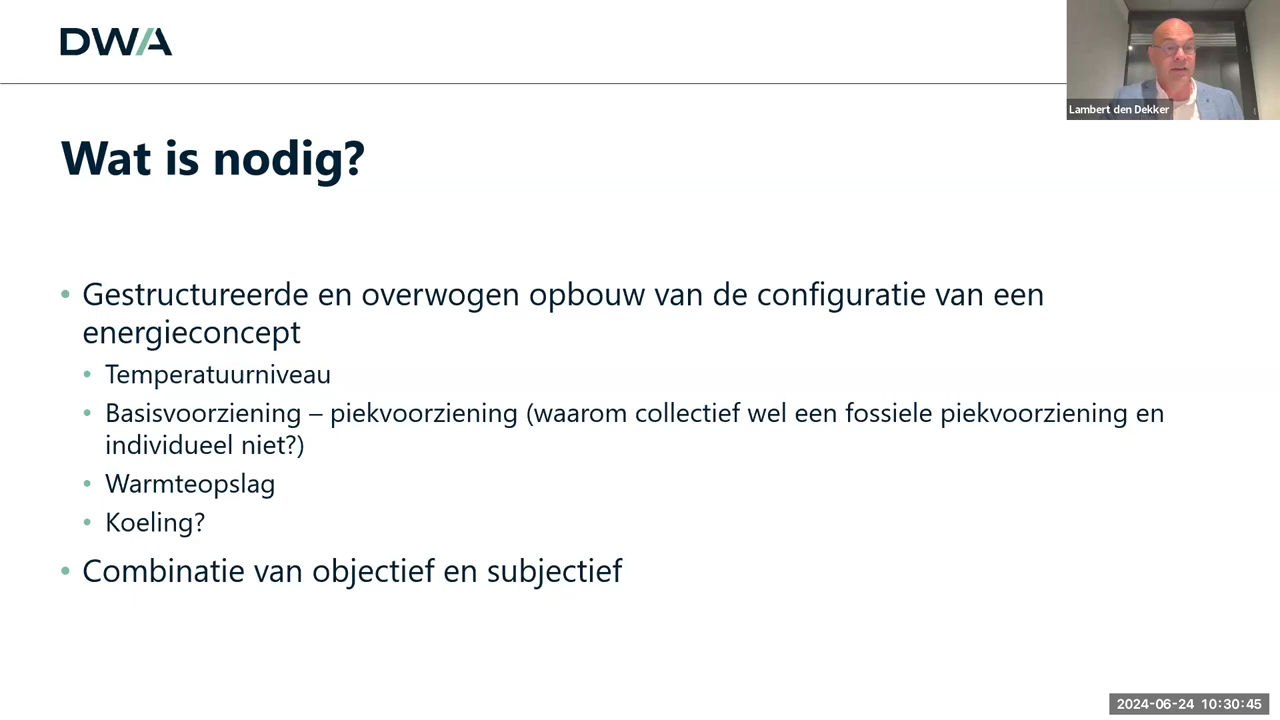 DWA
Lambert den Dekker
Wat is nodig?
• Gestructureerde en overwogen opbouw van de configuratie van een
energieconcept
• Temperatuurniveau
• Basisvoorziening – piekvoorziening (waarom collectief wel een fossiele piekvoorziening en
individueel niet?)
• Warmteopslag
• Koeling?
• Combinatie van objectief en subjectief
2024-06-24 10:30:45